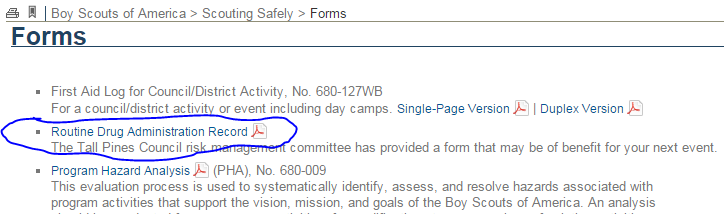 Boy Scouts of America > Scouting Safely > Forms
Forms
First Aid Log for Council/District Activity, No. 680-127WB
For a council/district activity or event including day camps. Single-Page Version | Duplex Version
Routine Drug Administration Record
The Tall Pines Council risk management committee has provided a form that may be of benefit for your next event.
Program Hazard Analysis (PHA), No. 680-009
This evaluation process is used to systematically identify, assess, and resolve hazards associated with
program activities that support the vision, mission, and goals of the Boy Scouts of America. An analysis